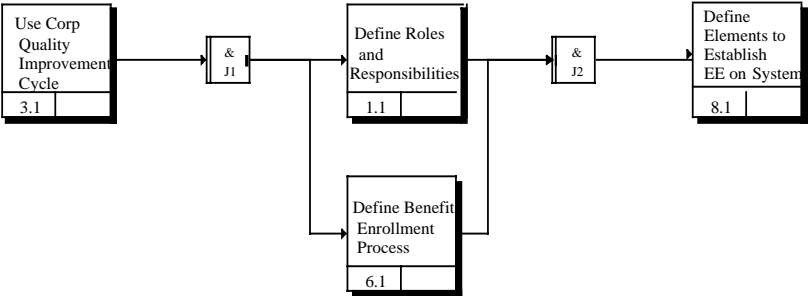 Use Corp
Quality
Improvement
Cycle
3.1
&
J1
Define Roles
and
Responsibilities
1.1
&
J2
Define
Elements to
Establish
EE on System
8.1
Define Benefit
Enrollment
Process
6.1